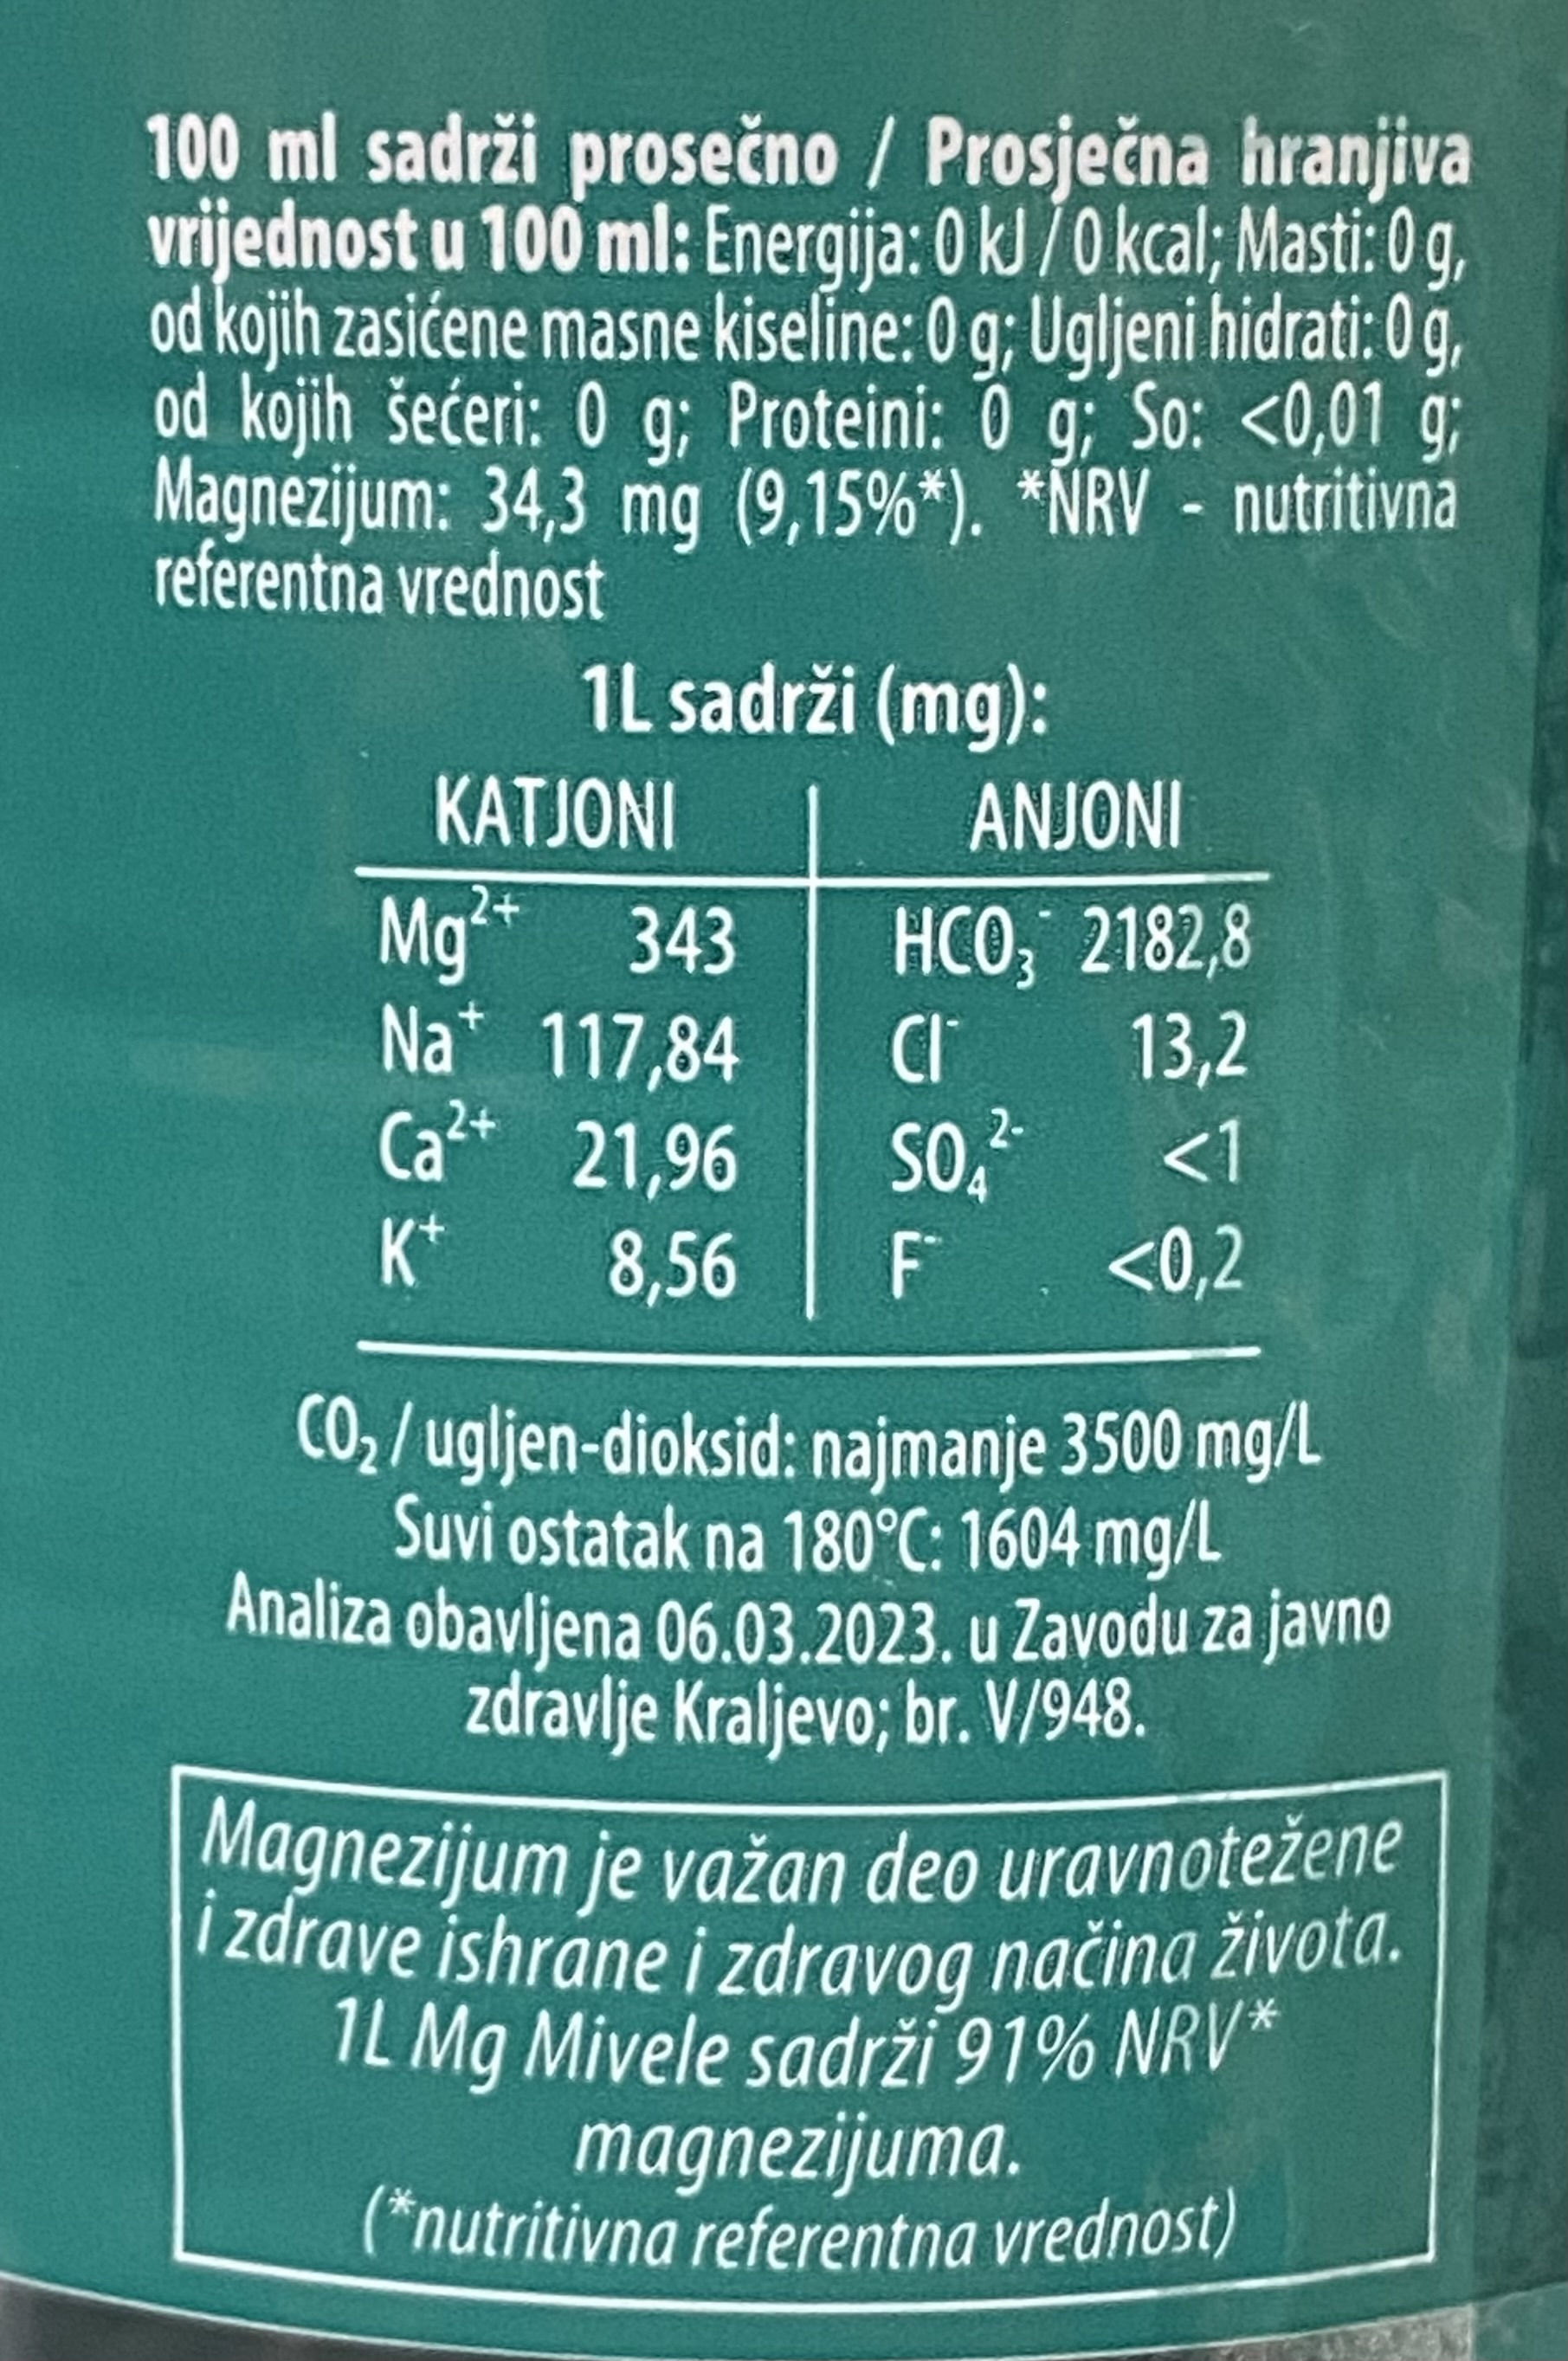 100 ml sadrži prosečno / Prosječna hranjiva
vrijednost u 100 ml: Energija: 0 kJ / 0 kcal; Masti: 0 g,
od kojih zasićene masne kiseline: 0 g; Ugljeni hidrati: 0 g,
od kojih šećeri: 0 g; Proteini: 0 g; So: <0,01 g;
Magnezijum: 34,3 mg (9,15%*). *NRV - nutritivna
referentna vrednost
1L sadrži (mg):
KATJONI ANJONI
Mg²⁺ 343 HCO₃⁻ 2182,8
Na⁺ 117,84 Cl⁻ 13,2
Ca²⁺ 21,96 SO₄²⁻ <1
K⁺ 8,56 F⁻ <0,2
CO₂ / ugljen-dioksid: najmanje 3500 mg/L
Suvi ostatak na 180°C: 1604 mg/L
Analiza obavljena 06.03.2023. u Zavodu za javno
zdravlje Kraljevo; br. V/948.
Magnezijum je važan deo uravnotežene
i zdrave ishrane i zdravog načina života.
1L Mg Mivele sadrži 91% NRV*
magnezijuma.
(*nutritivna referentna vrednost)